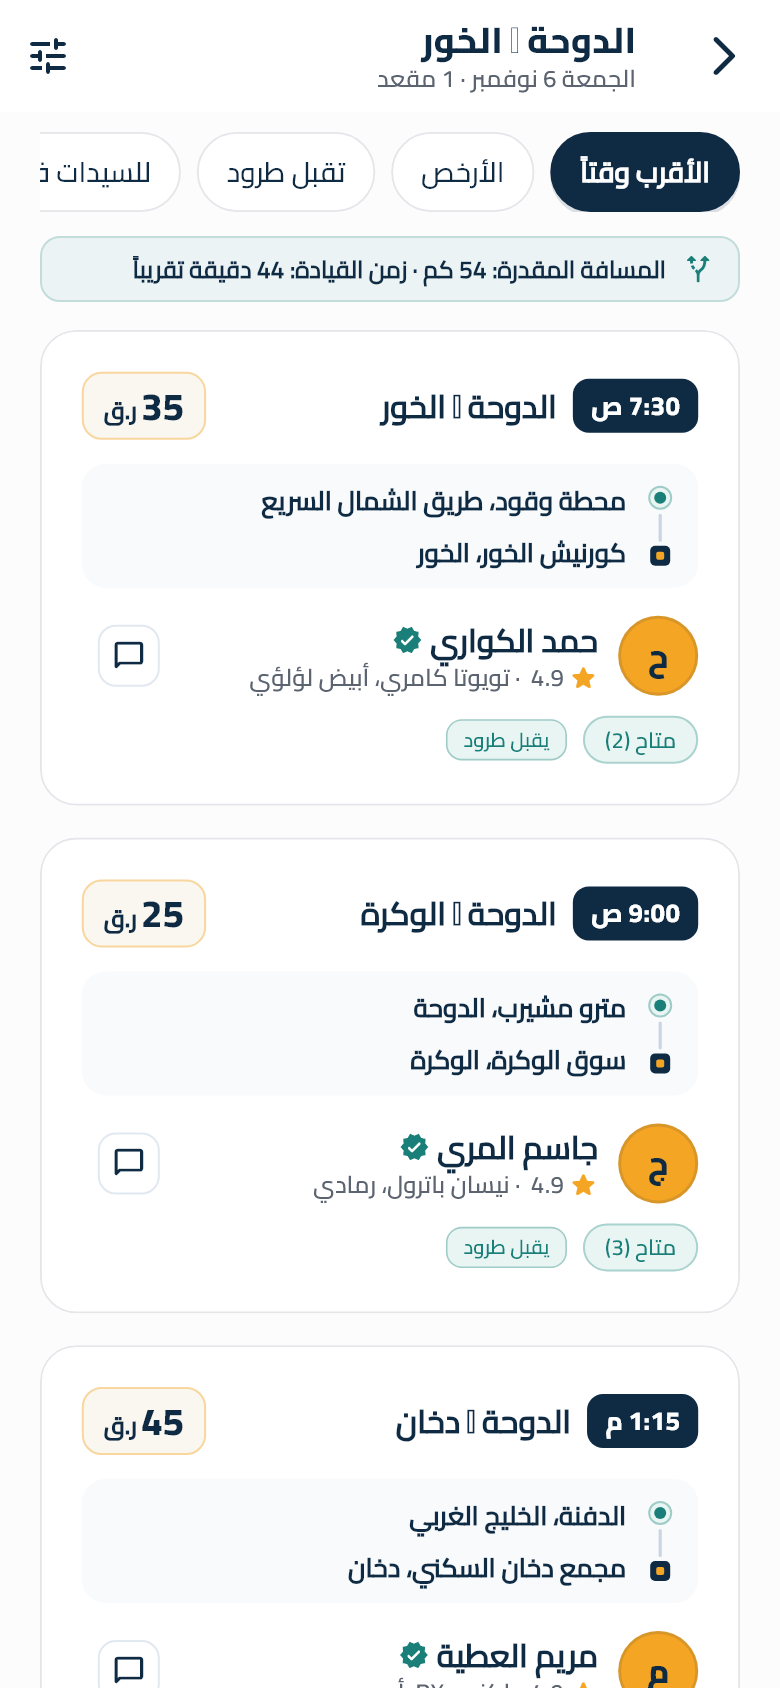 الدوحة ▯ الخور
الجمعة 6 نوفمبر · 1 مقعد
الأقرب وقتاً
الأرخص
تقبل طرود
للسيدات
المسافة المقدرة: 54 كم · زمن القيادة: 44 دقيقة تقريباً
7:30 ص
الدوحة ▯ الخور
35 ر.ق
محطة وقود، طريق الشمال السريع
كورنيش الخور، الخور
ح
حمد الكواري
4.9 · تويوتا كامري، أبيض لؤلؤي
متاح (2)
يقبل طرود
9:00 ص
الدوحة ▯ الوكرة
25 ر.ق
مترو مشيرب، الدوحة
سوق الوكرة، الوكرة
ج
جاسم المري
4.9 · نيسان باترول، رمادي
متاح (3)
يقبل طرود
1:15 م
الدوحة ▯ دخان
45 ر.ق
الدفنة، الخليج الغربي
مجمع دخان السكني، دخان
م
مريم العطية